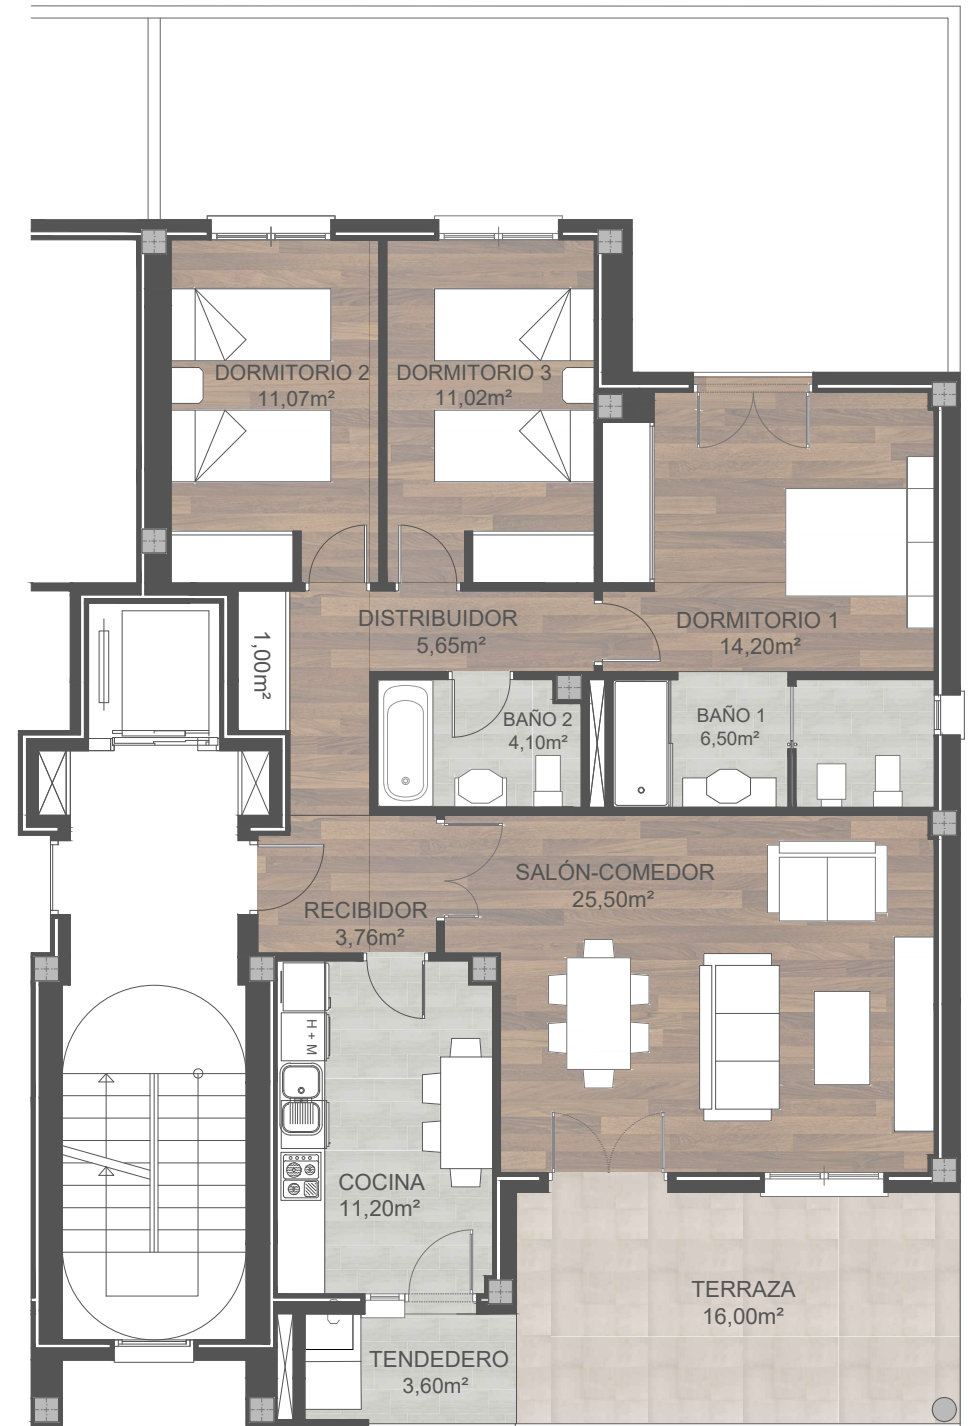 DORMITORIO 2
11,07m²
DORMITORIO 3
11,02m²
DISTRIBUIDOR
5,65m²
DORMITORIO 1
14,20m²
1,00m²
BAÑO 2
4,10m²
BAÑO 1
6,50m²
SALÓN-COMEDOR
25,50m²
RECIBIDOR
3,76m²
H + M
COCINA
11,20m²
TERRAZA
16,00m²
TENDEDERO
3,60m²